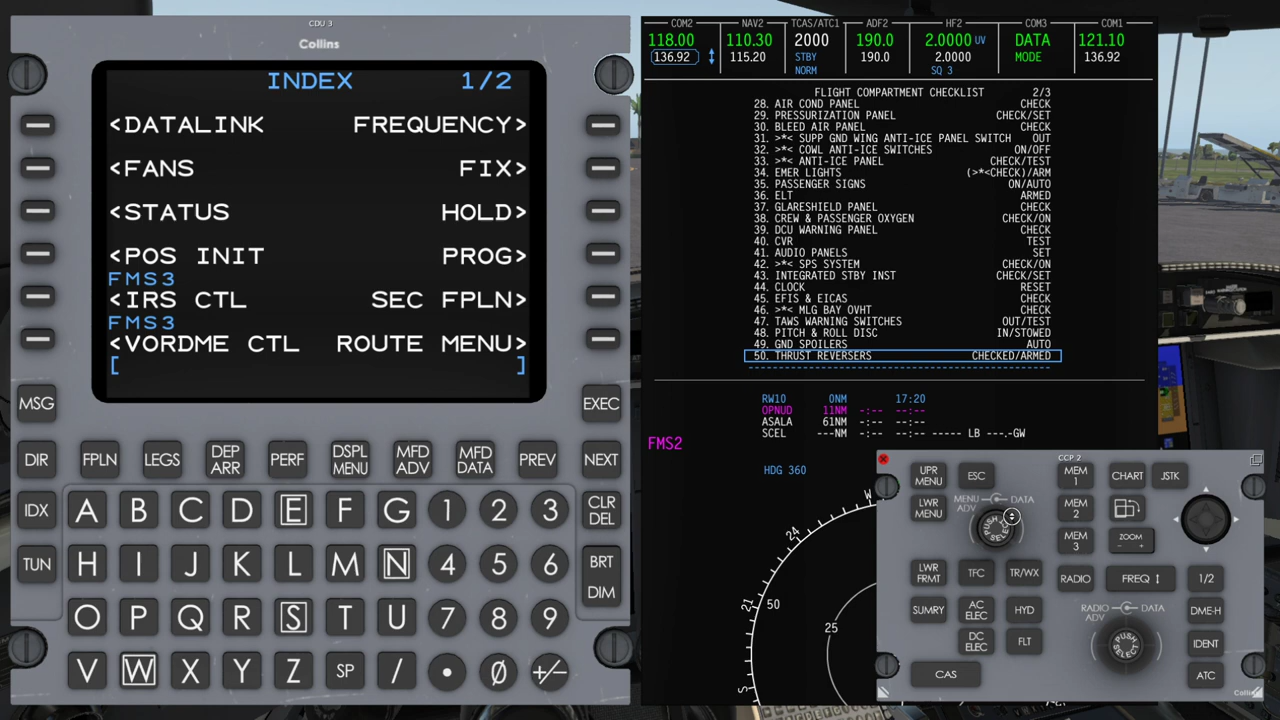 CDU 3
Collins
INDEX 1/2
<DATALINK FREQUENCY>
<FANS FIX>
<STATUS HOLD>
<POS INIT PROG>
FMS3
<IRS CTL SEC FPLN>
FMS3
<VORDME CTL ROUTE MENU>
[ ]
MSG EXEC
DIR FPLN LEGS DEP ARR PERF DSPL MENU MFD ADV MFD DATA PREV NEXT
IDX A B C D E F G 1 2 3 CLR DEL
TUN H I J K L M N 4 5 6 BRT DIM
O P Q R S T U 7 8 9
V W X Y Z SP / • Ø +/−
COM2 NAV2 TCAS/ATC1 ADF2 HF2 COM3 COM1
118.00 110.30 2000 190.0 2.0000 UV DATA 121.10
136.92 115.20 STBY 190.0 2.0000 MODE 136.92
NORM SQ 3
FLIGHT COMPARTMENT CHECKLIST 2/3
28. AIR COND PANEL CHECK
29. PRESSURIZATION PANEL CHECK/SET
30. BLEED AIR PANEL CHECK
31. >*< SUPP GND WING ANTI-ICE PANEL SWITCH OUT
32. >*< COWL ANTI-ICE SWITCHES ON/OFF
33. >*< ANTI-ICE PANEL CHECK/TEST
34. EMER LIGHTS (>*<CHECK)/ARM
35. PASSENGER SIGNS ON/AUTO
36. ELT ARMED
37. GLARESHIELD PANEL CHECK
38. CREW & PASSENGER OXYGEN CHECK/ON
39. DCU WARNING PANEL CHECK
40. CVR TEST
41. AUDIO PANELS SET
42. >*< SPS SYSTEM CHECK/ON
43. INTEGRATED STBY INST CHECK/SET
44. CLOCK RESET
45. EFIS & EICAS CHECK
46. >*< MLG BAY OVHT CHECK
47. TAWS WARNING SWITCHES OUT/TEST
48. PITCH & ROLL DISC IN/STOWED
49. GND SPOILERS AUTO
50. THRUST REVERSERS CHECKED/ARMED
RW10 0NM 17:20
OPNUD 11NM -:-- -:--
ASALA 61NM -:-- -:--
SCEL ---NM -:-- -:-- ----- LB ---.-GW
FMS2
HDG 360
W
24
21
50
25
S
CCP 2
UPR MENU ESC MEM 1 CHART JSTK
LWR MENU MENU ADV DATA PUSH SELECT MEM 2
MEM 3 ZOOM - +
LWR FRMT TFC TR/WX RADIO FREQ 1/2
SUMRY AC ELEC HYD RADIO ADV DATA DME-H
DC ELEC FLT PUSH SELECT IDENT
CAS ATC